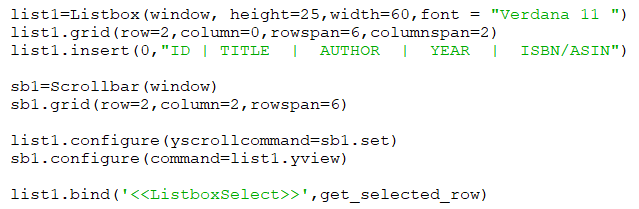 list1=Listbox(window, height=25,width=60,font = "Verdana 11 ")
list1.grid(row=2,column=0,rowspan=6,columnspan=2)
list1.insert(0,"ID | TITLE  |  AUTHOR  |  YEAR  |  ISBN/ASIN")
sb1=Scrollbar(window)
sb1.grid(row=2,column=2,rowspan=6)
list1.configure(yscrollcommand=sb1.set)
sb1.configure(command=list1.yview)
list1.bind('<<ListboxSelect>>',get_selected_row)